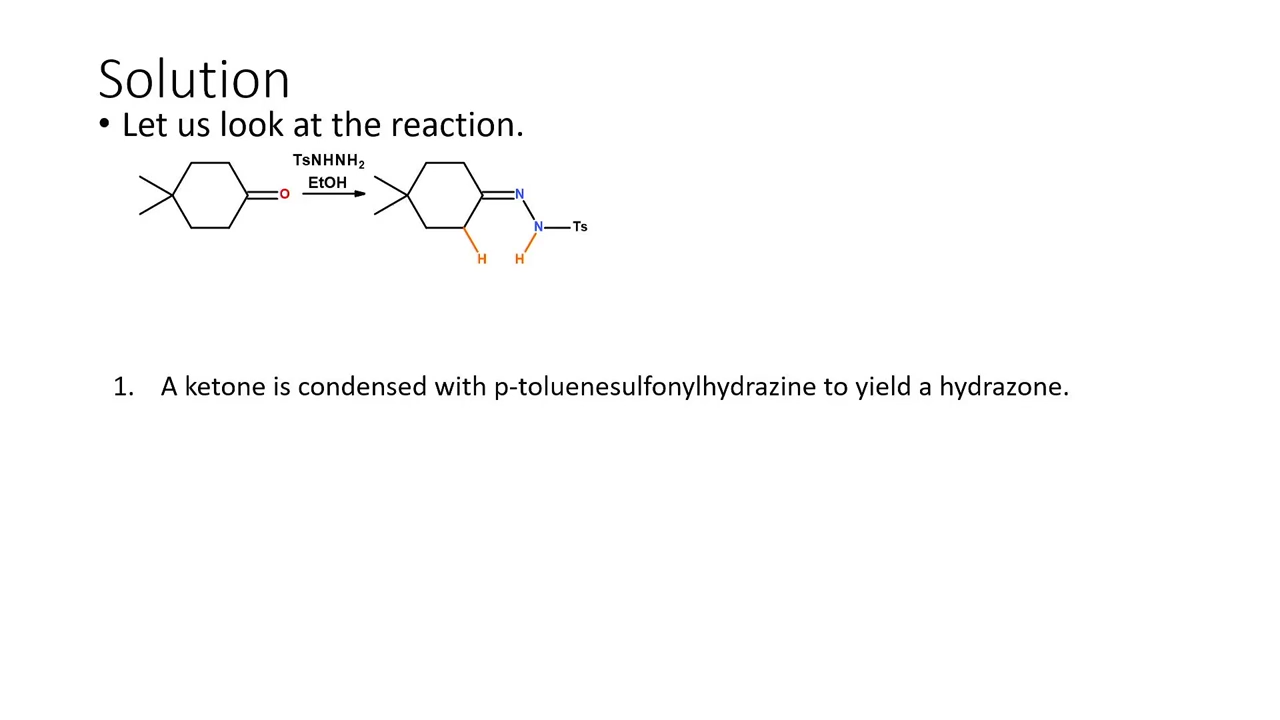 Solution
• Let us look at the reaction.
TsNHNH₂
EtOH
O
N
N
Ts
H
H
1. A ketone is condensed with p-toluenesulfonylhydrazine to yield a hydrazone.